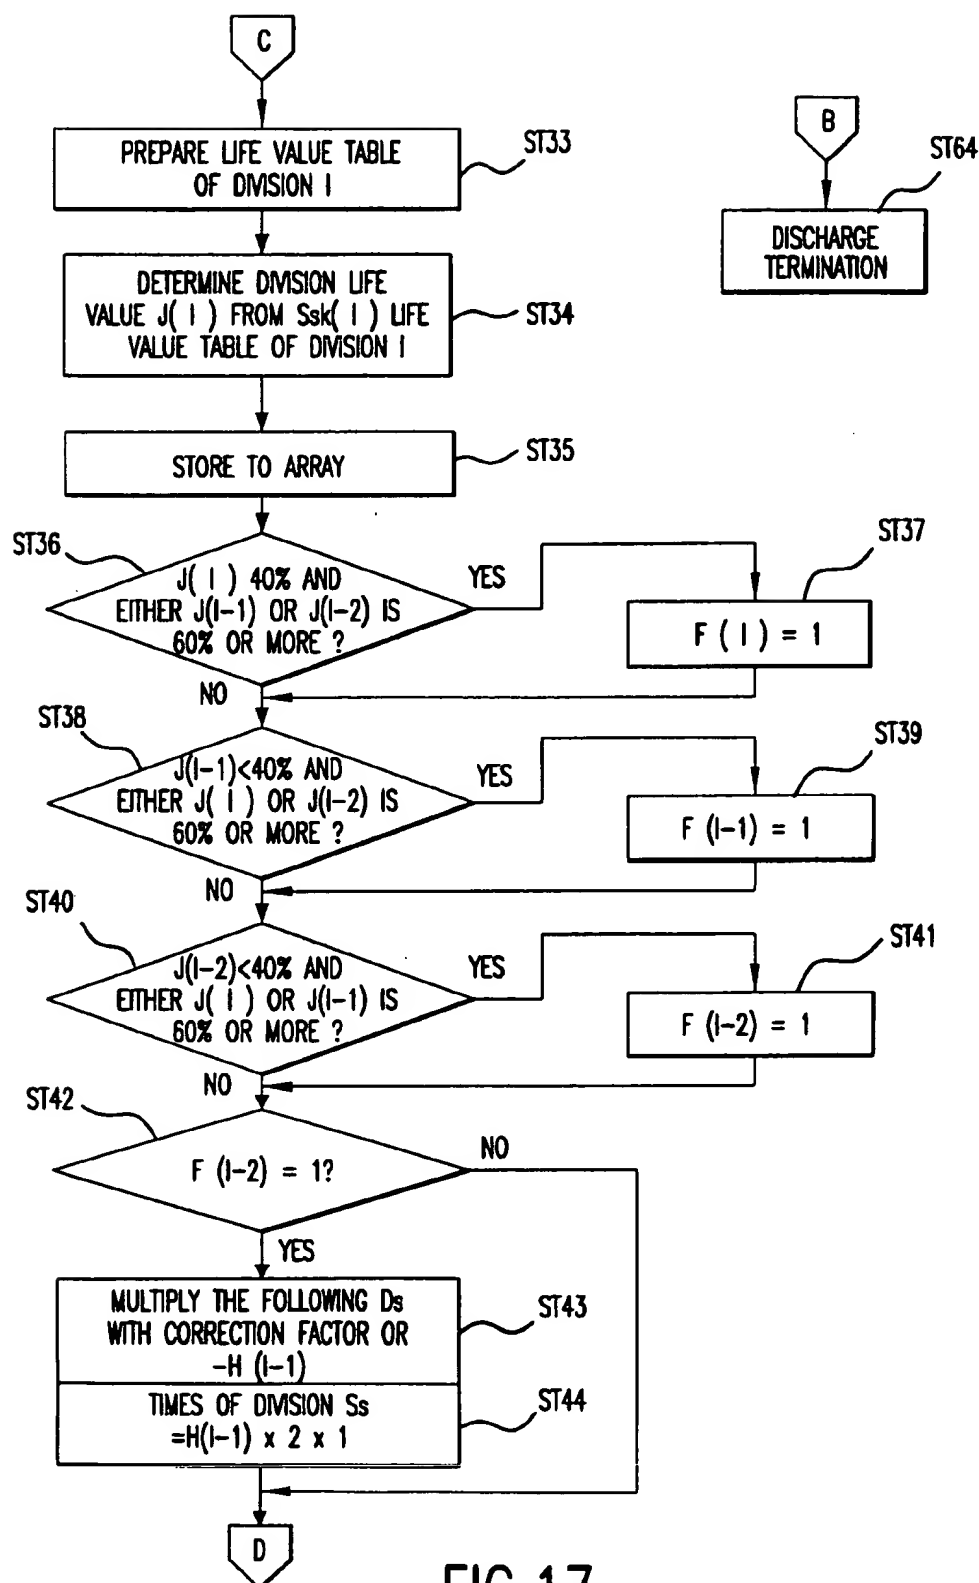 C
PREPARE LIFE VALUE TABLE
OF DIVISION I
ST33
B
ST64
DISCHARGE
TERMINATION
DETERMINE DIVISION LIFE
VALUE J( I ) FROM Ssk( I ) LIFE
VALUE TABLE OF DIVISION I
ST34
STORE TO ARRAY
ST35
ST36
J( I ) 40% AND
EITHER J(I-1) OR J(I-2) IS
60% OR MORE ?
YES
ST37
F ( I ) = 1
NO
ST38
J(I-1)<40% AND
EITHER J( I ) OR J(I-2) IS
60% OR MORE ?
YES
ST39
F (I-1) = 1
NO
ST40
J(I-2)<40% AND
EITHER J( I ) OR J(I-1) IS
60% OR MORE ?
YES
ST41
F (I-2) = 1
NO
ST42
F (I-2) = 1?
NO
YES
MULTIPLY THE FOLLOWING Ds
WITH CORRECTION FACTOR OR
-H (I-1)
ST43
TIMES OF DIVISION Ss
=H(I-1) x 2 x 1
ST44
D
FIG.17